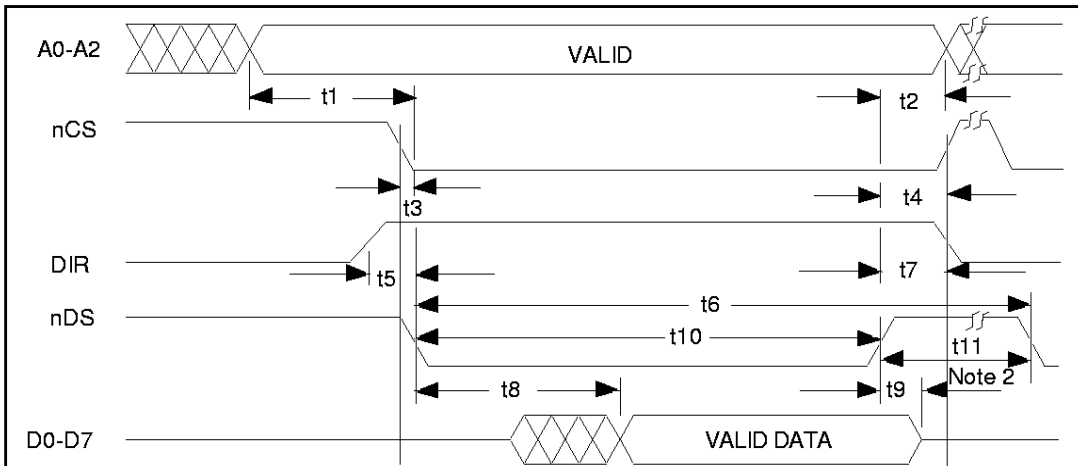 A0-A2
VALID
t1
t2
nCS
t3
t4
DIR
t5
t7
t6
nDS
t10
t11
Note 2
t8
t9
D0-D7
VALID DATA